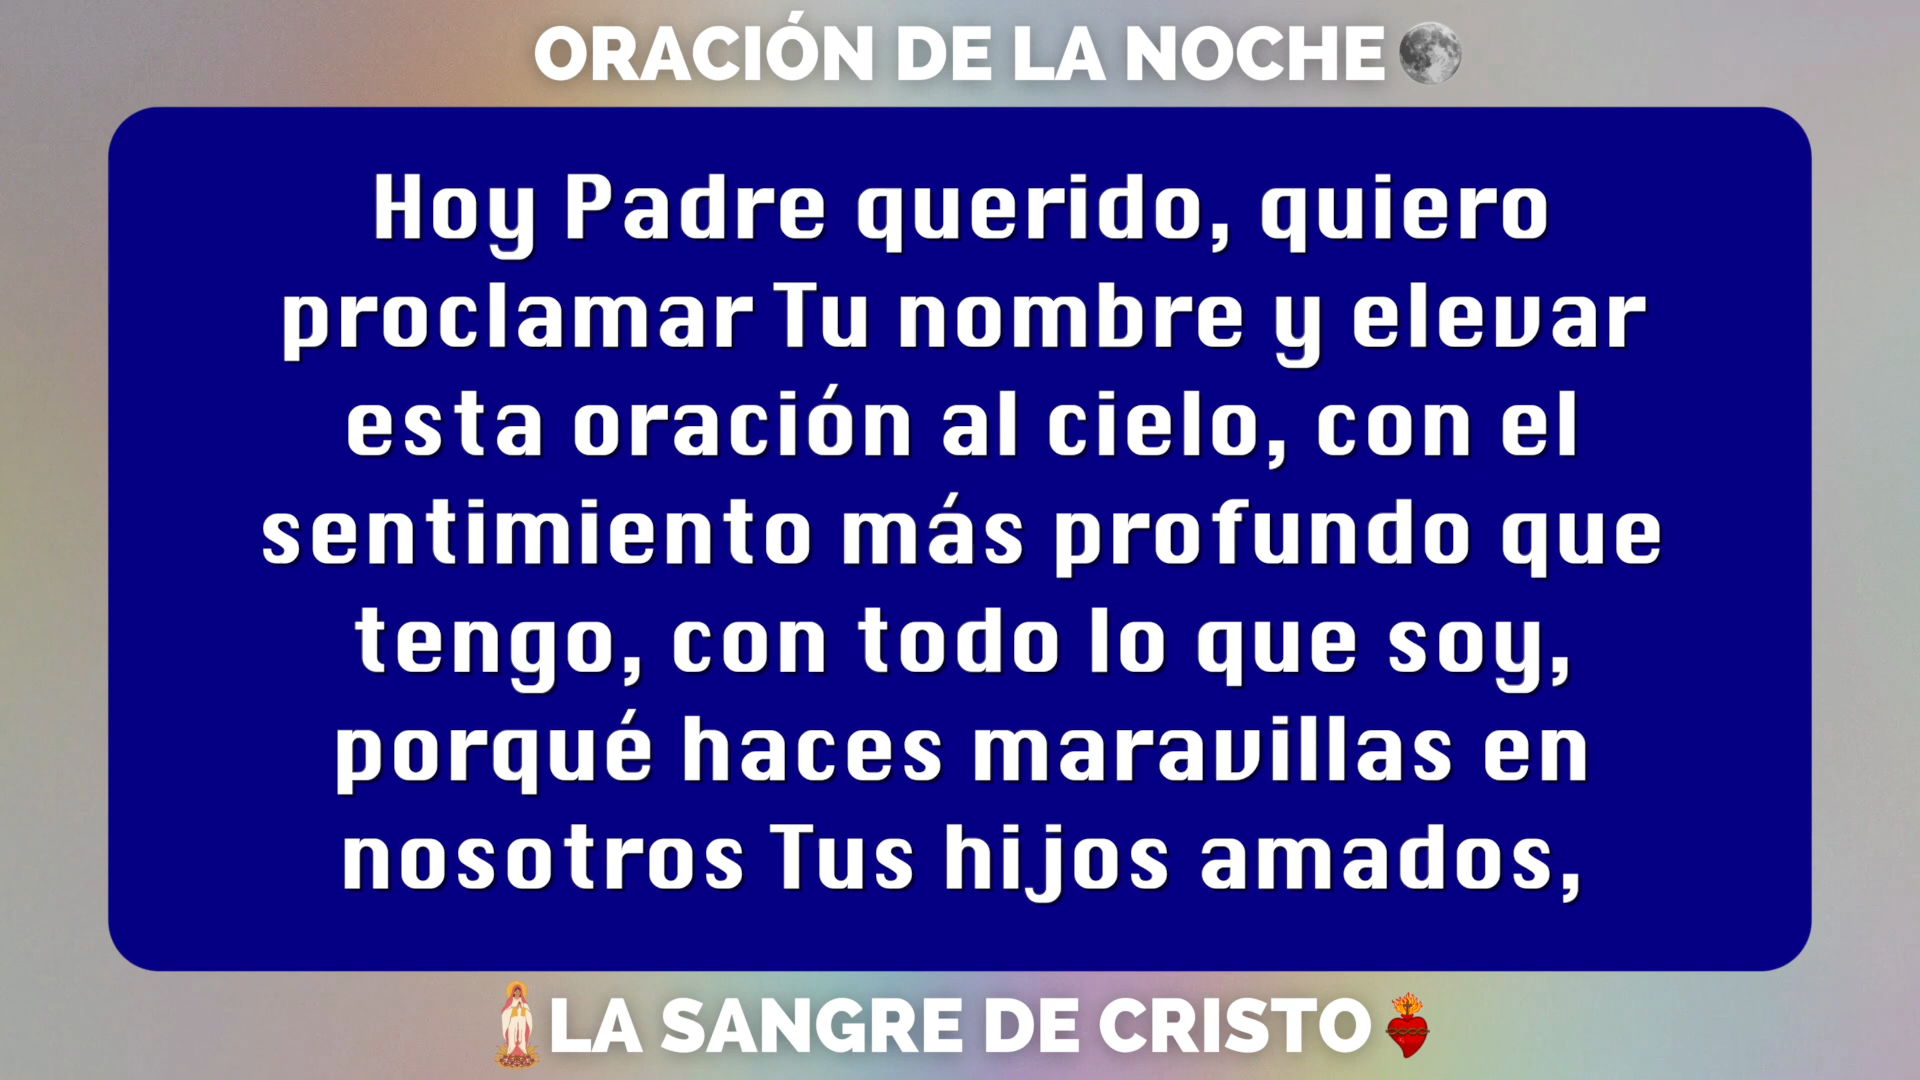 ORACIÓN DE LA NOCHE
Hoy Padre querido, quiero
proclamar Tu nombre y elevar
esta oración al cielo, con el
sentimiento más profundo que
tengo, con todo lo que soy,
porqué haces maravillas en
nosotros Tus hijos amados,
LA SANGRE DE CRISTO